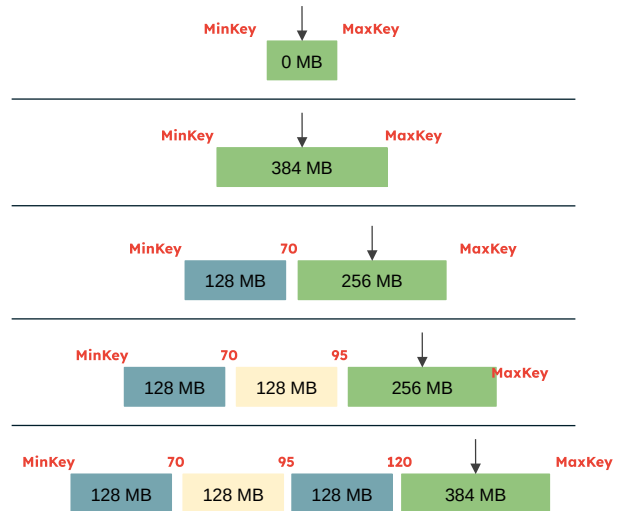 MinKey MaxKey
0 MB
MinKey MaxKey
384 MB
MinKey 70 MaxKey
128 MB 256 MB
MinKey 70 95 MaxKey
128 MB 128 MB 256 MB
MinKey 70 95 120 MaxKey
128 MB 128 MB 128 MB 384 MB